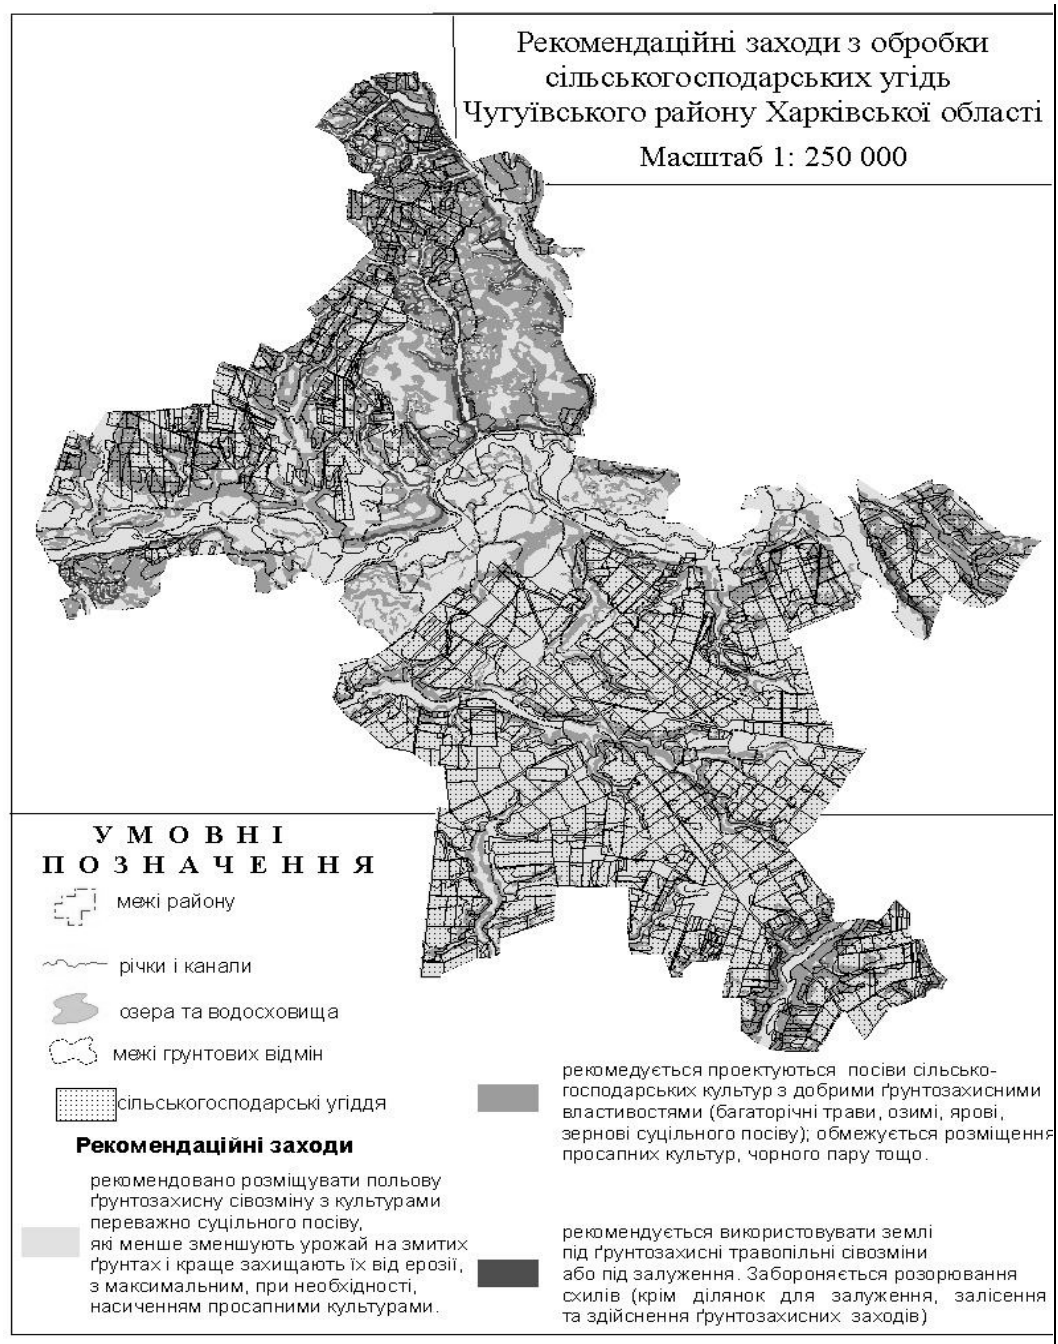 Рекомендаційні заходи з обробки
сільськогосподарських угідь
Чугуївського району Харківської області
Масштаб 1: 250 000
УМОВНІ
ПОЗНАЧЕННЯ
межі району
річки і канали
озера та водосховища
межі грунтових відмін
сільськогосподарські угіддя
Рекомендаційні заходи
рекомендовано розміщувати польову
ґрунтозахисну сівозміну з культурами
переважно суцільного посіву,
які менше зменшують урожай на змитих
ґрунтах і краще захищають їх від ерозії,
з максимальним, при необхідності,
насиченням просапними культурами.
рекомедується проектуються посіви сільсько-
господарських культур з добрими ґрунтозахисними
властивостями (багаторічні трави, озимі, ярові,
зернові суцільного посіву); обмежується розміщення
просапних культур, чорного пару тощо.
рекомендується використовувати землі
під ґрунтозахисні травопільні сівозміни
або під залуження. Забороняється розорювання
схилів (крім ділянок для залуження, залісення
та здійснення ґрунтозахисних заходів)